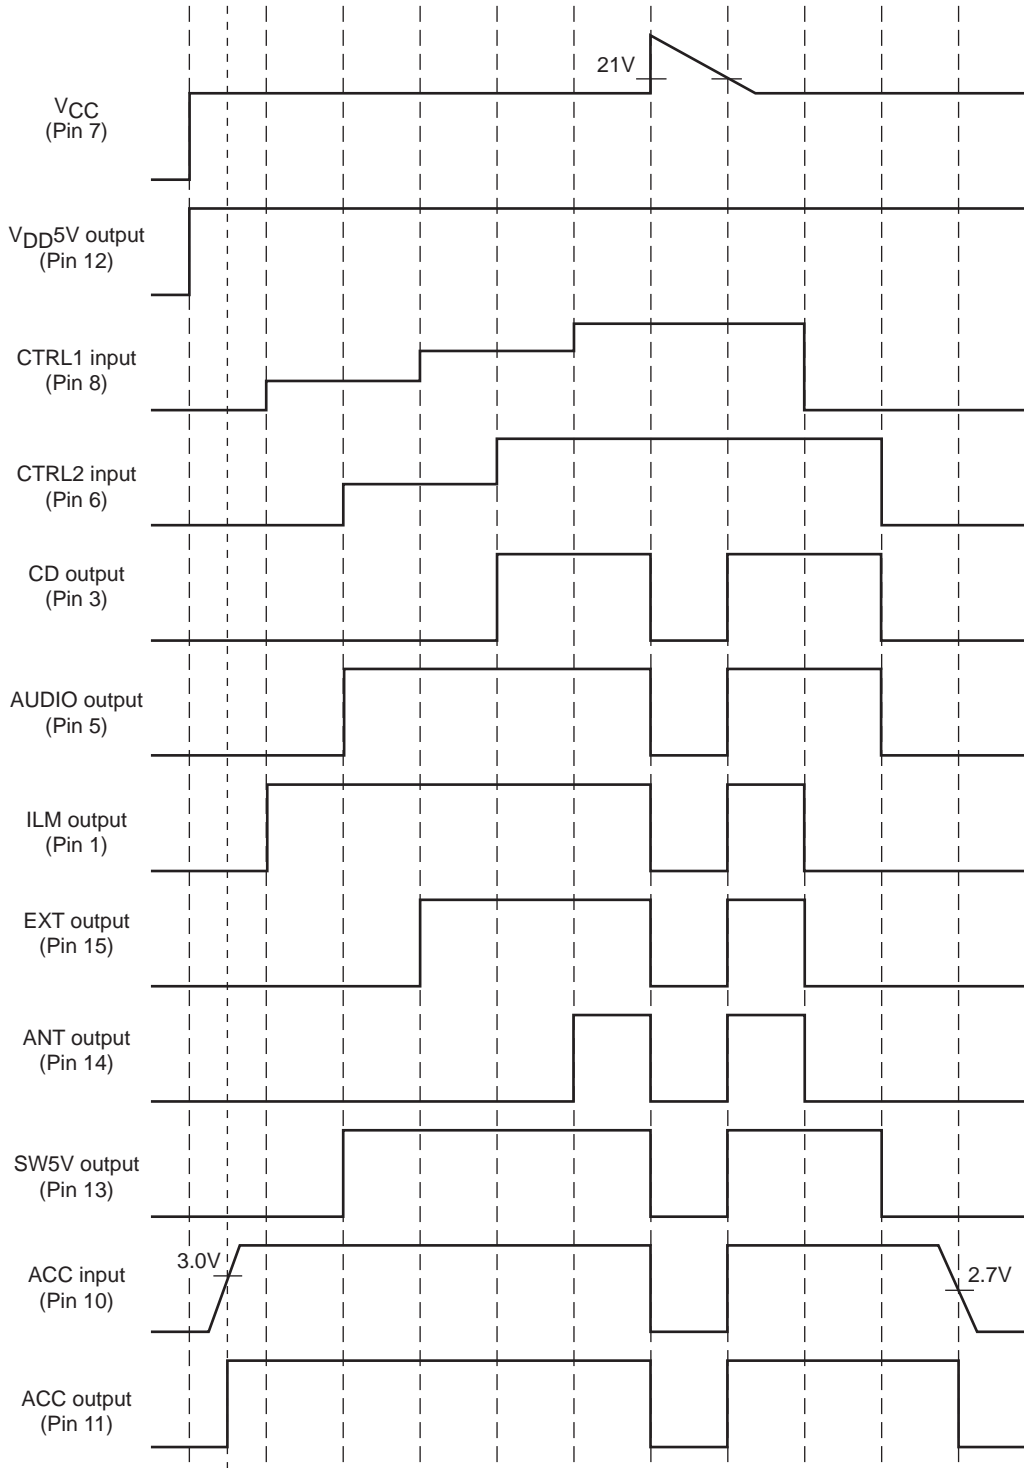 21V
VCC
(Pin 7)
VDD5V output
(Pin 12)
CTRL1 input
(Pin 8)
CTRL2 input
(Pin 6)
CD output
(Pin 3)
AUDIO output
(Pin 5)
ILM output
(Pin 1)
EXT output
(Pin 15)
ANT output
(Pin 14)
SW5V output
(Pin 13)
3.0V
ACC input
(Pin 10)
2.7V
ACC output
(Pin 11)